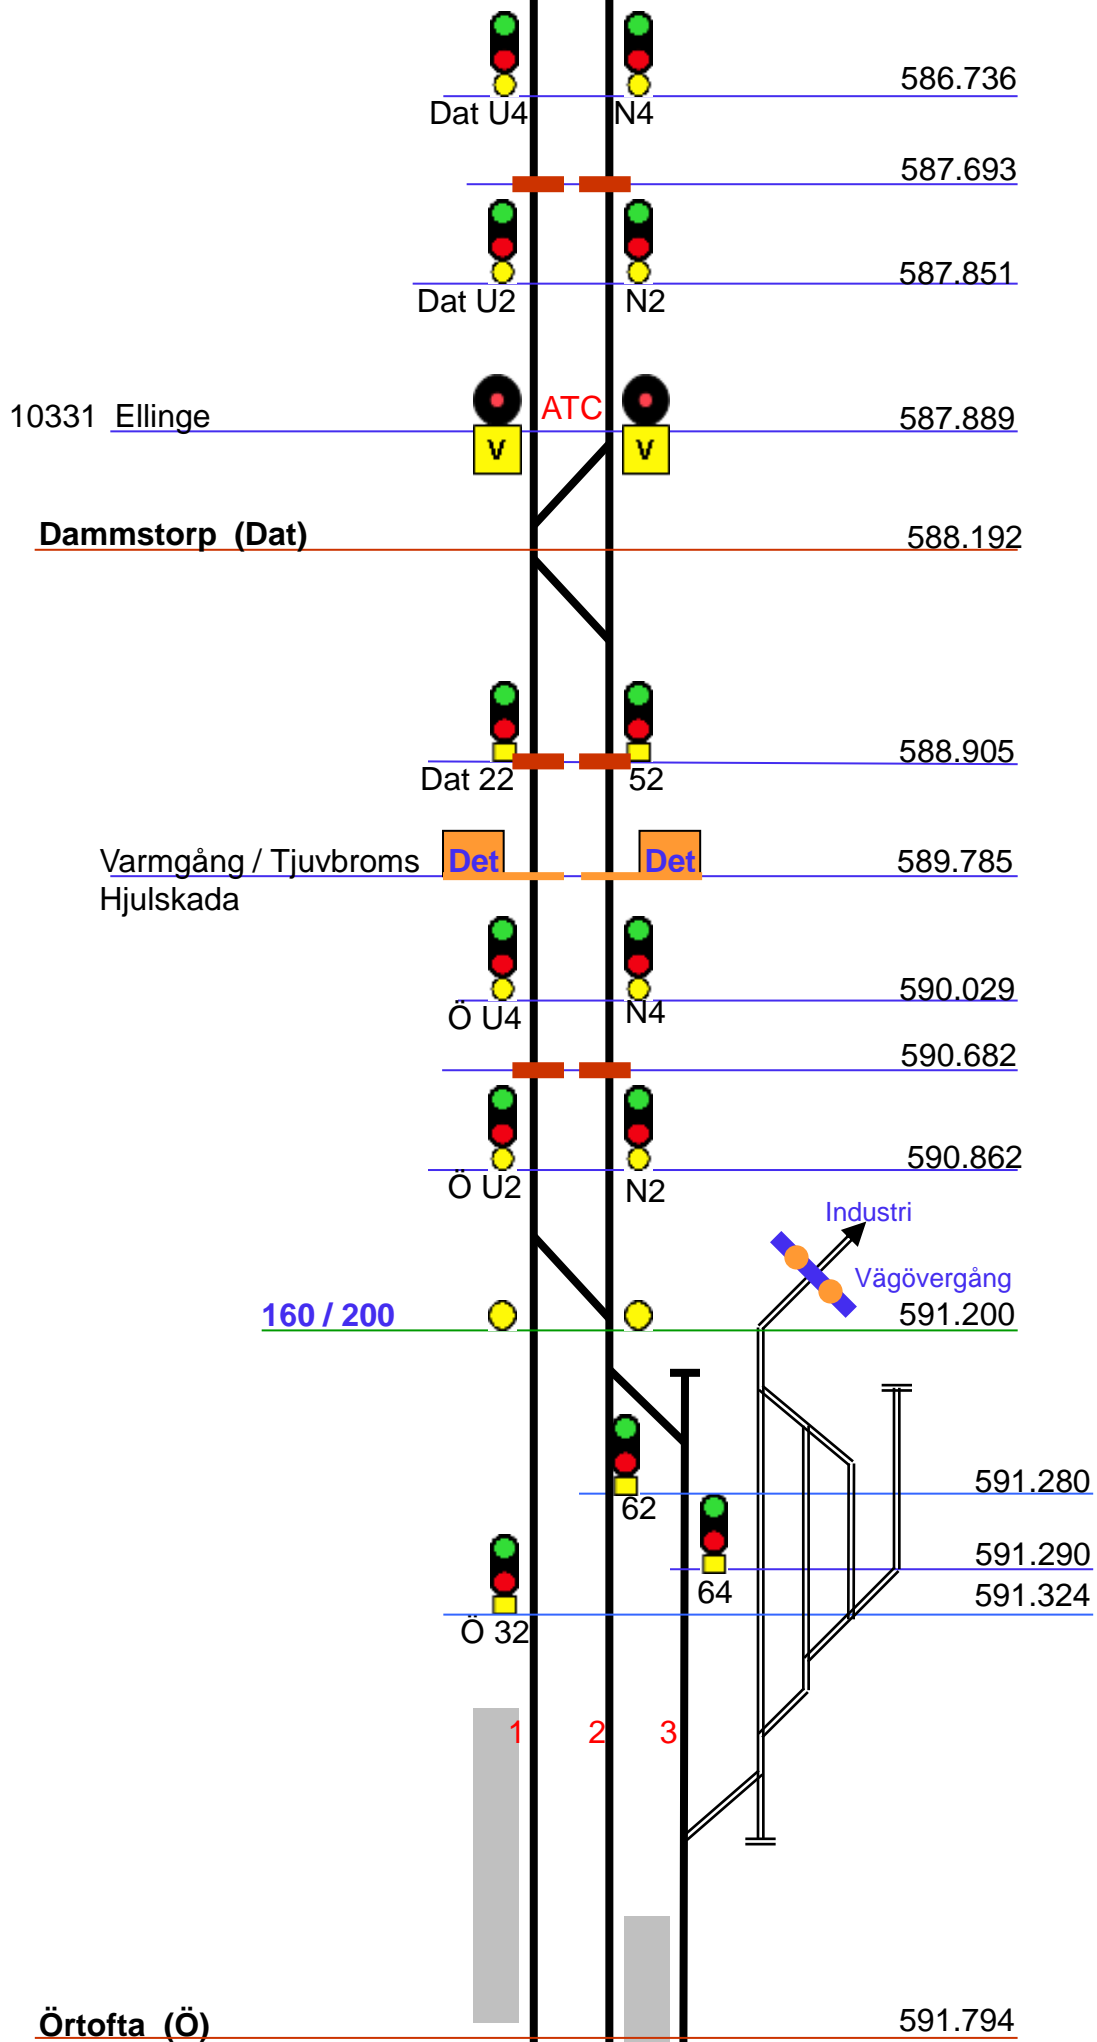 586.736
Dat U4 N4
587.693
587.851
Dat U2 N2
10331 Ellinge ATC 587.889
V V
Dammstorp (Dat) 588.192
588.905
Dat 22 52
Varmgång / Tjuvbroms Det Det 589.785
Hjulskada
590.029
Ö U4 N4
590.682
590.862
Ö U2 N2
Industri
Vägövergång
160 / 200 591.200
591.280
62
591.290
64 591.324
Ö 32
1 2 3
Örtofta (Ö) 591.794